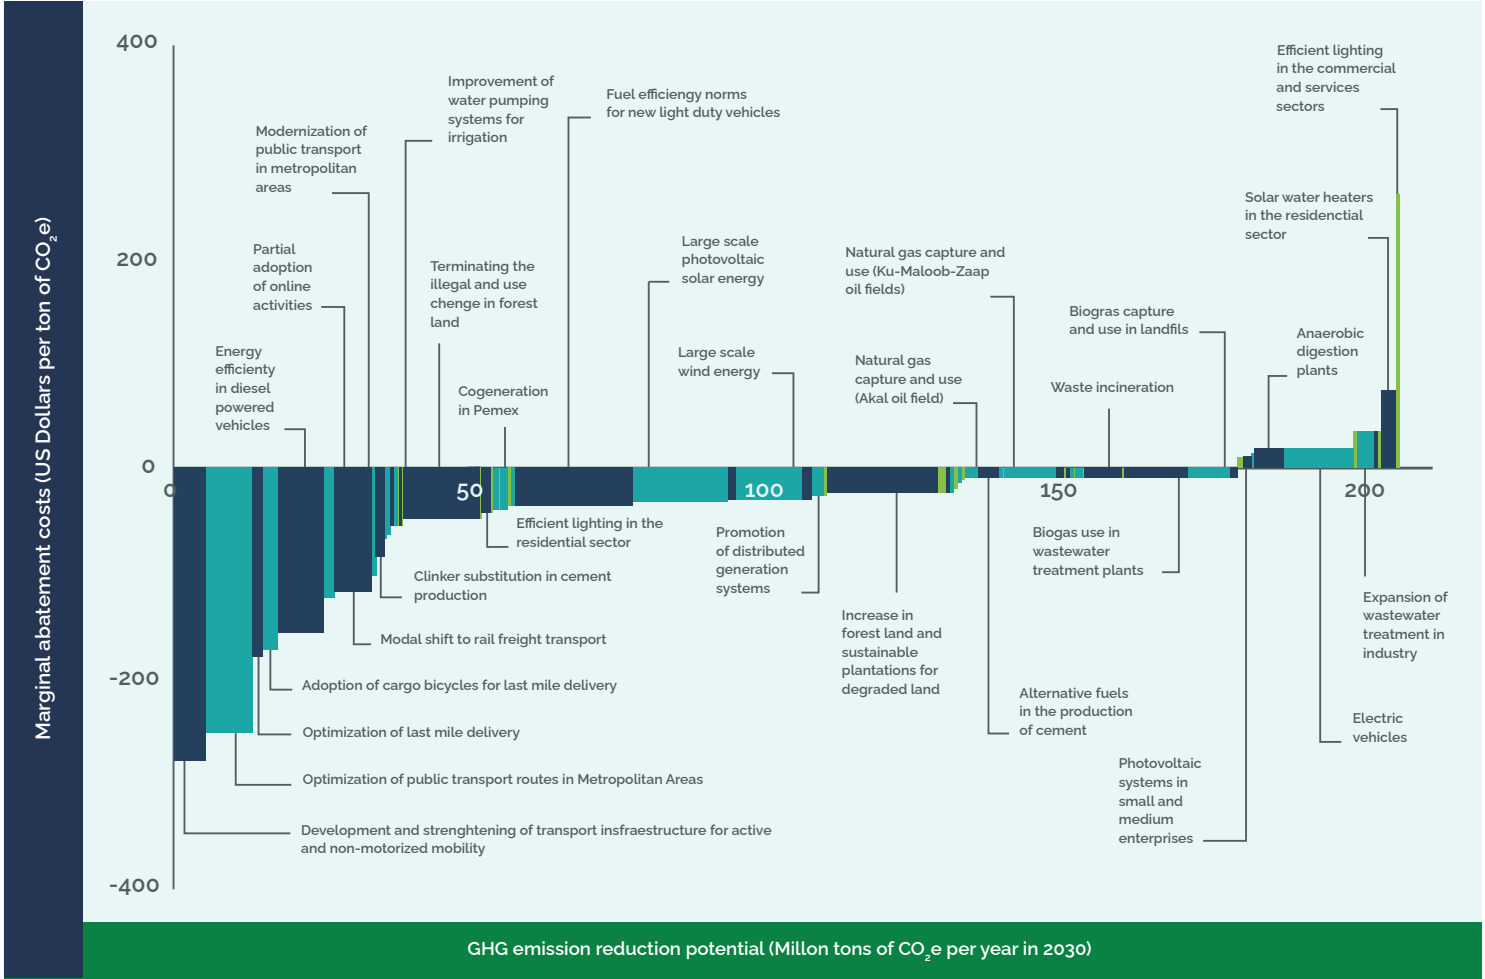 Marginal abatement costs (US Dollars per ton of CO2e)
400
200
0
-200
-400
0
50
100
150
200
Energy
efficienty
in diesel
powered
vehicles
Partial
adoption
of online
activities
Modernization of
public transport
in metropolitan
areas
Improvement of
water pumping
systems for
irrigation
Terminating the
illegal and use
chenge in forest
land
Cogeneration
in Pemex
Fuel efficiengy norms
for new light duty vehicles
Large scale
photovoltaic
solar energy
Large scale
wind energy
Natural gas capture and
use (Ku-Maloob-Zaap
oil fields)
Natural gas
capture and use
(Akal oil field)
Waste incineration
Biogras capture
and use in landfils
Anaerobic
digestion
plants
Solar water heaters
in the residenctial
sector
Efficient lighting
in the commercial
and services
sectors
Efficient lighting in the
residential sector
Clinker substitution in cement
production
Modal shift to rail freight transport
Adoption of cargo bicycles for last mile delivery
Optimization of last mile delivery
Optimization of public transport routes in Metropolitan Areas
Development and strenghtening of transport insfraestructure for active
and non-motorized mobility
Promotion
of distributed
generation
systems
Increase in
forest land and
sustainable
plantations for
degraded land
Alternative fuels
in the production
of cement
Biogas use in
wastewater
treatment plants
Photovoltaic
systems in
small and
medium
enterprises
Electric
vehicles
Expansion of
wastewater
treatment in
industry
GHG emission reduction potential (Millon tons of CO2e per year in 2030)